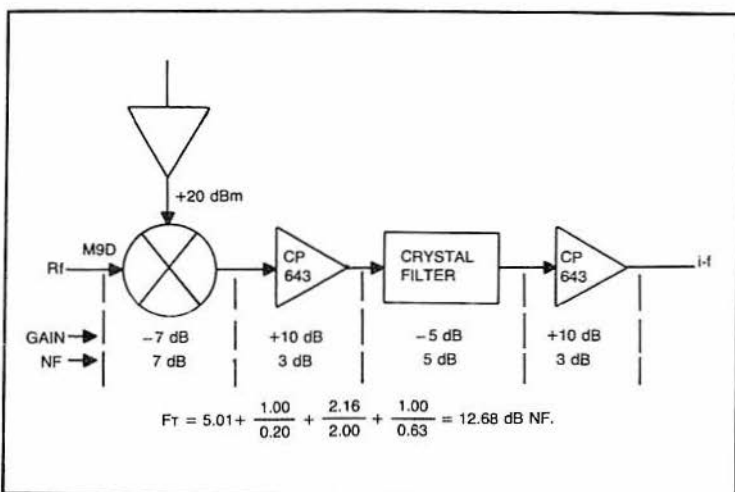 +20 dBm
M9D
Rf
CP
643
CRYSTAL
FILTER
CP
643
i-f
GAIN -7 dB +10 dB -5 dB +10 dB
NF 7 dB 3 dB 5 dB 3 dB
FT = 5.01 + 1.00/0.20 + 2.16/2.00 + 1.00/0.63 = 12.68 dB NF.